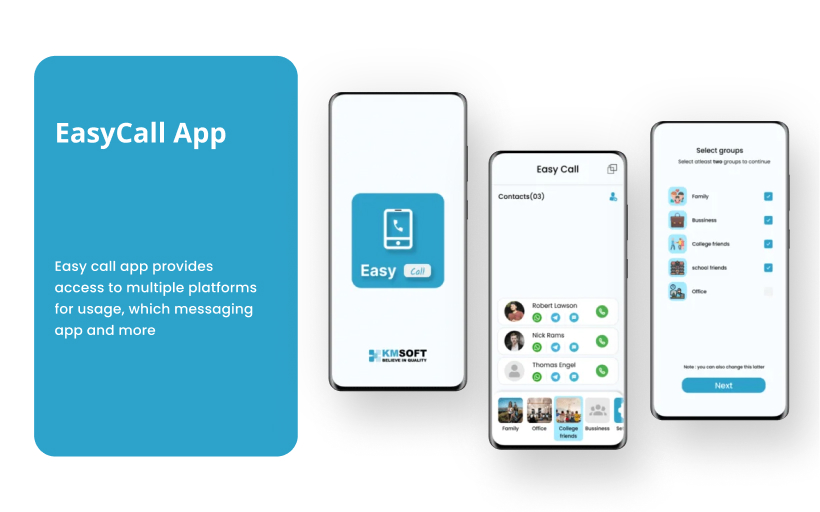 EasyCall App
Easy call app provides
access to multiple platforms
for usage, which messaging
app and more
Easy Call
KMSOFT
BELIEVE IN QUALITY
Easy Call
Contacts(03)
Robert Lawson
Nick Roms
Thomas Engel
Family
Office
College
friends
Bussiness
Se
Select groups
Select atleast two groups to continue
Family
Bussiness
College friends
school friends
Office
Note : you can also change this latter
Next